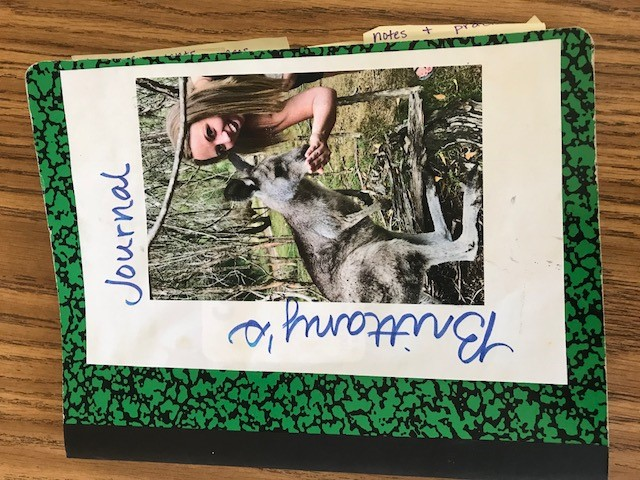 notes +
Brittany's
Journal